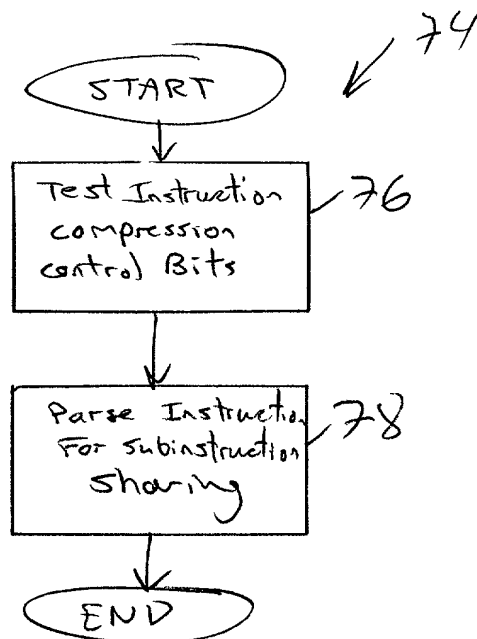 74
START
Test Instruction
compression
control Bits
76
Parse Instruction
For subinstruction
Sharing
78
END